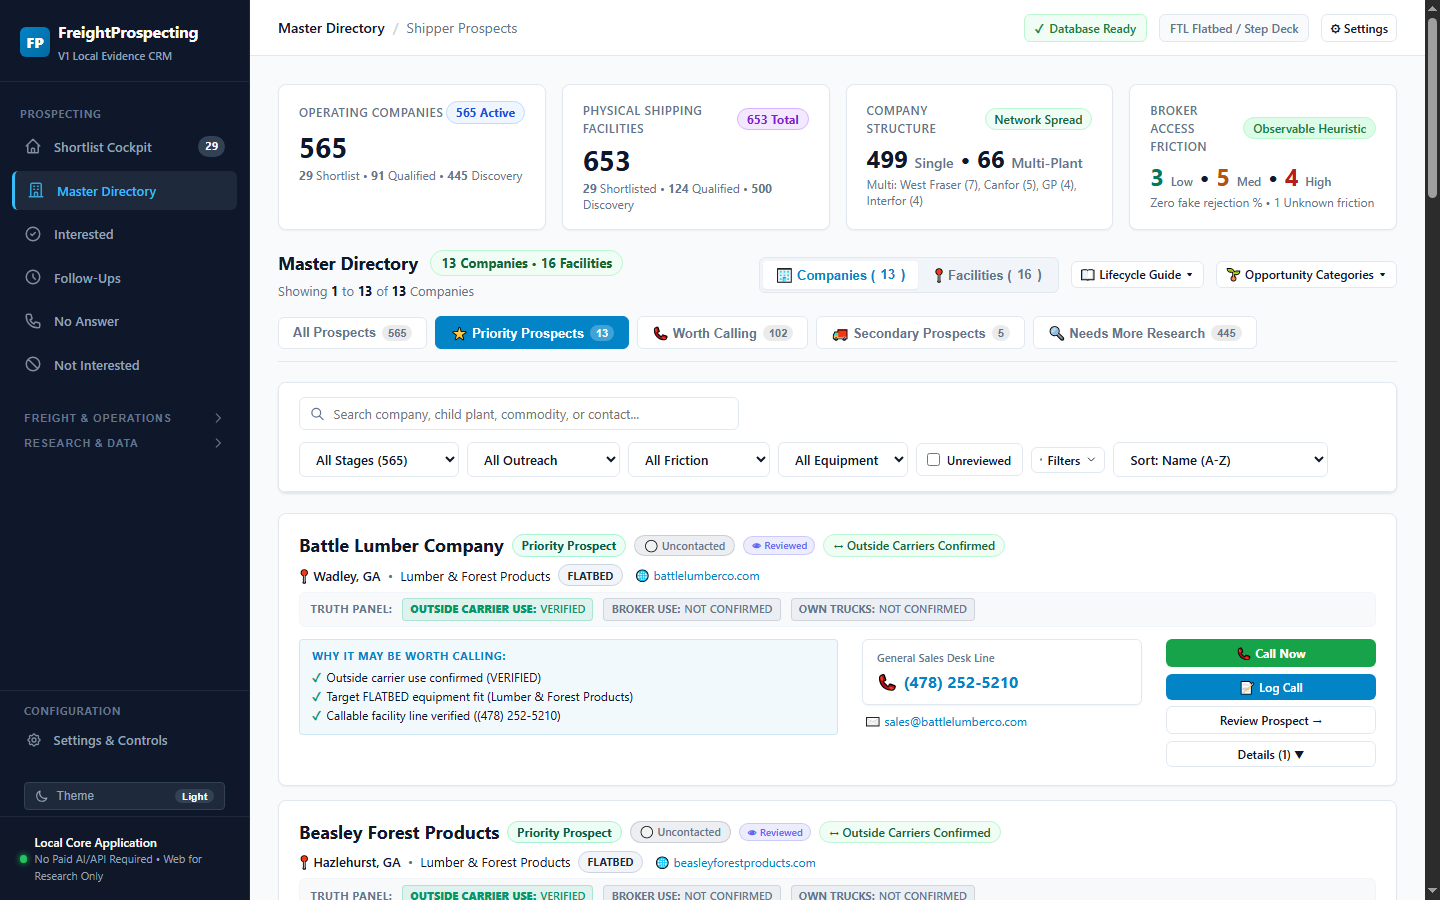 FP
FreightProspecting
V1 Local Evidence CRM
PROSPECTING
Shortlist Cockpit 29
Master Directory
Interested
Follow-Ups
No Answer
Not Interested
FREIGHT & OPERATIONS
RESEARCH & DATA
CONFIGURATION
Settings & Controls
Theme Light
Local Core Application
No Paid AI/API Required • Web for
Research Only
Master Directory / Shipper Prospects
✓ Database Ready
FTL Flatbed / Step Deck
⚙ Settings
OPERATING COMPANIES 565 Active
565
29 Shortlist • 91 Qualified • 445 Discovery
PHYSICAL SHIPPING
FACILITIES
653 Total
653
29 Shortlisted • 124 Qualified • 500
Discovery
COMPANY
STRUCTURE
Network Spread
499 Single • 66 Multi-Plant
Multi: West Fraser (7), Canfor (5), GP (4),
Interfor (4)
BROKER
ACCESS
FRICTION
Observable Heuristic
3 Low • 5 Med • 4 High
Zero fake rejection % • 1 Unknown friction
Master Directory 13 Companies • 16 Facilities
Showing 1 to 13 of 13 Companies
Companies ( 13 )
Facilities ( 16 )
Lifecycle Guide ▾
Opportunity Categories ▾
All Prospects 565
Priority Prospects 13
Worth Calling 102
Secondary Prospects 5
Needs More Research 445
Search company, child plant, commodity, or contact...
All Stages (565)
All Outreach
All Friction
All Equipment
Unreviewed
· Filters
Sort: Name (A-Z)
Battle Lumber Company Priority Prospect Uncontacted Reviewed ↔ Outside Carriers Confirmed
Wadley, GA • Lumber & Forest Products FLATBED battlelumberco.com
TRUTH PANEL: OUTSIDE CARRIER USE: VERIFIED BROKER USE: NOT CONFIRMED OWN TRUCKS: NOT CONFIRMED
WHY IT MAY BE WORTH CALLING:
✓ Outside carrier use confirmed (VERIFIED)
✓ Target FLATBED equipment fit (Lumber & Forest Products)
✓ Callable facility line verified ((478) 252-5210)
General Sales Desk Line
(478) 252-5210
sales@battlelumberco.com
Call Now
Log Call
Review Prospect →
Details (1) ▼
Beasley Forest Products Priority Prospect Uncontacted Reviewed ↔ Outside Carriers Confirmed
Hazlehurst, GA • Lumber & Forest Products FLATBED beasleyforestproducts.com
TRUTH PANEL: OUTSIDE CARRIER USE: VERIFIED BROKER USE: NOT CONFIRMED OWN TRUCKS: NOT CONFIRMED